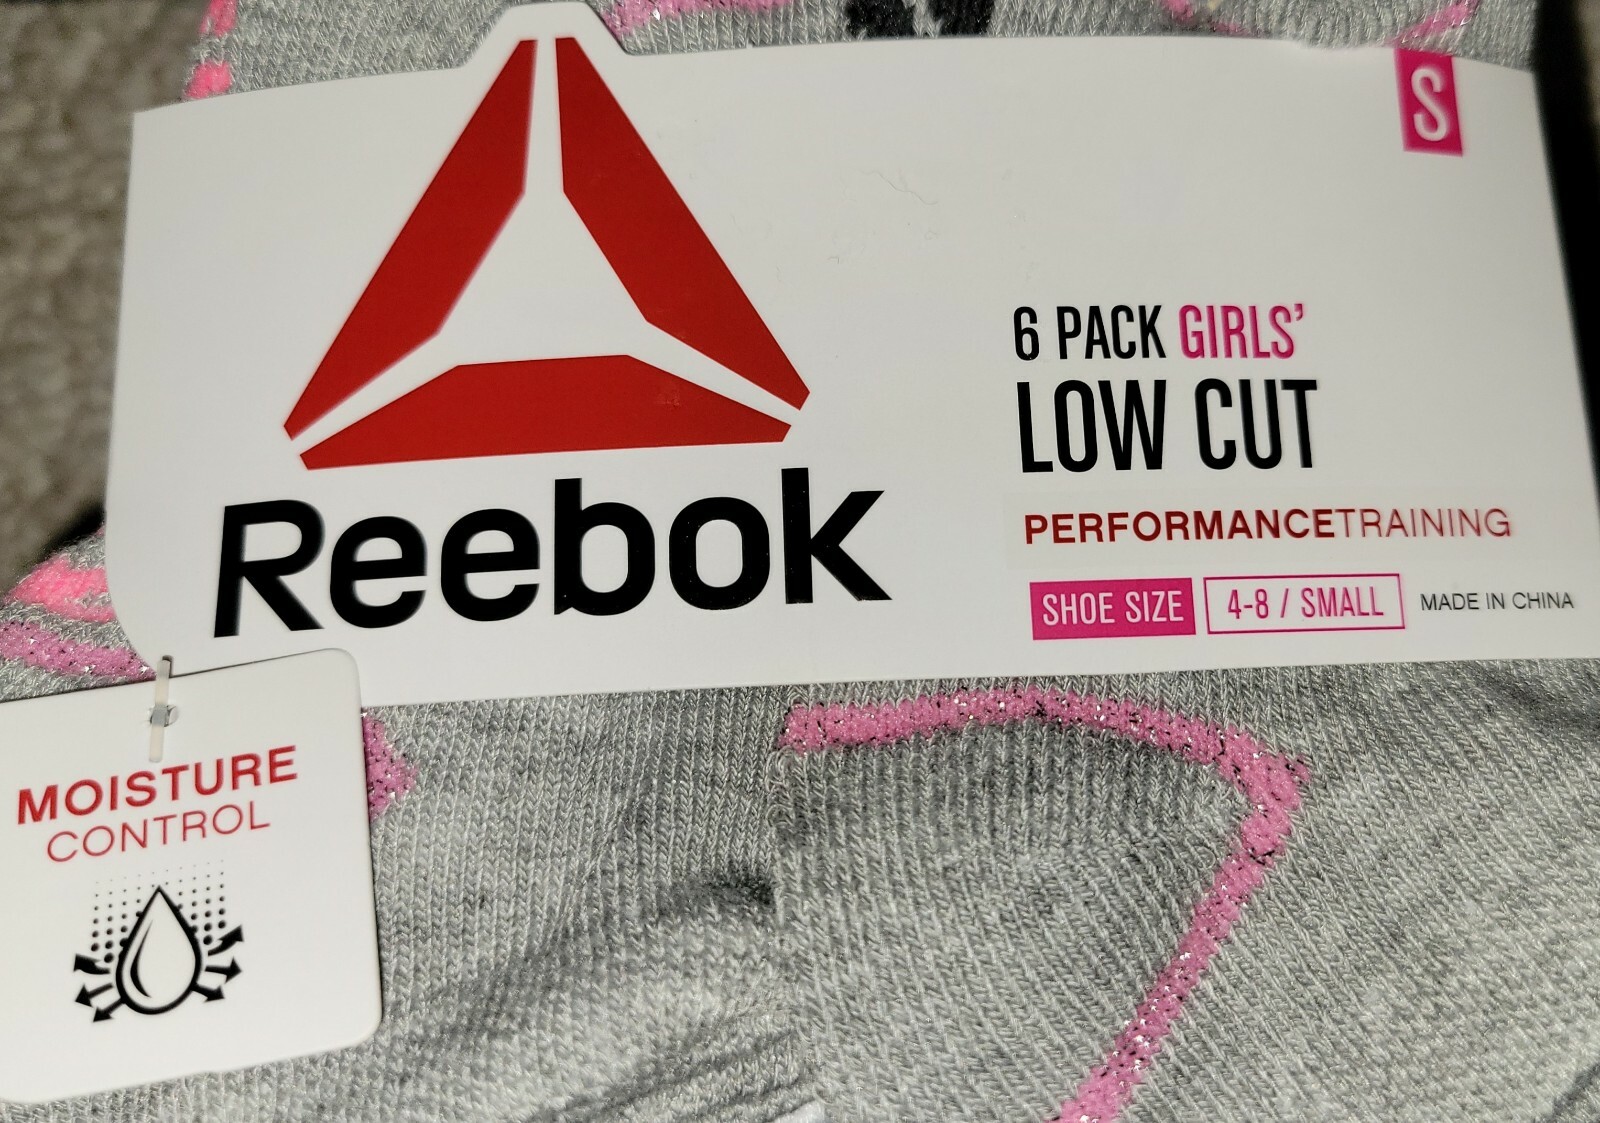 S
Reebok
6 PACK GIRLS'
LOW CUT
PERFORMANCETRAINING
SHOE SIZE 4-8 / SMALL MADE IN CHINA
MOISTURE
CONTROL